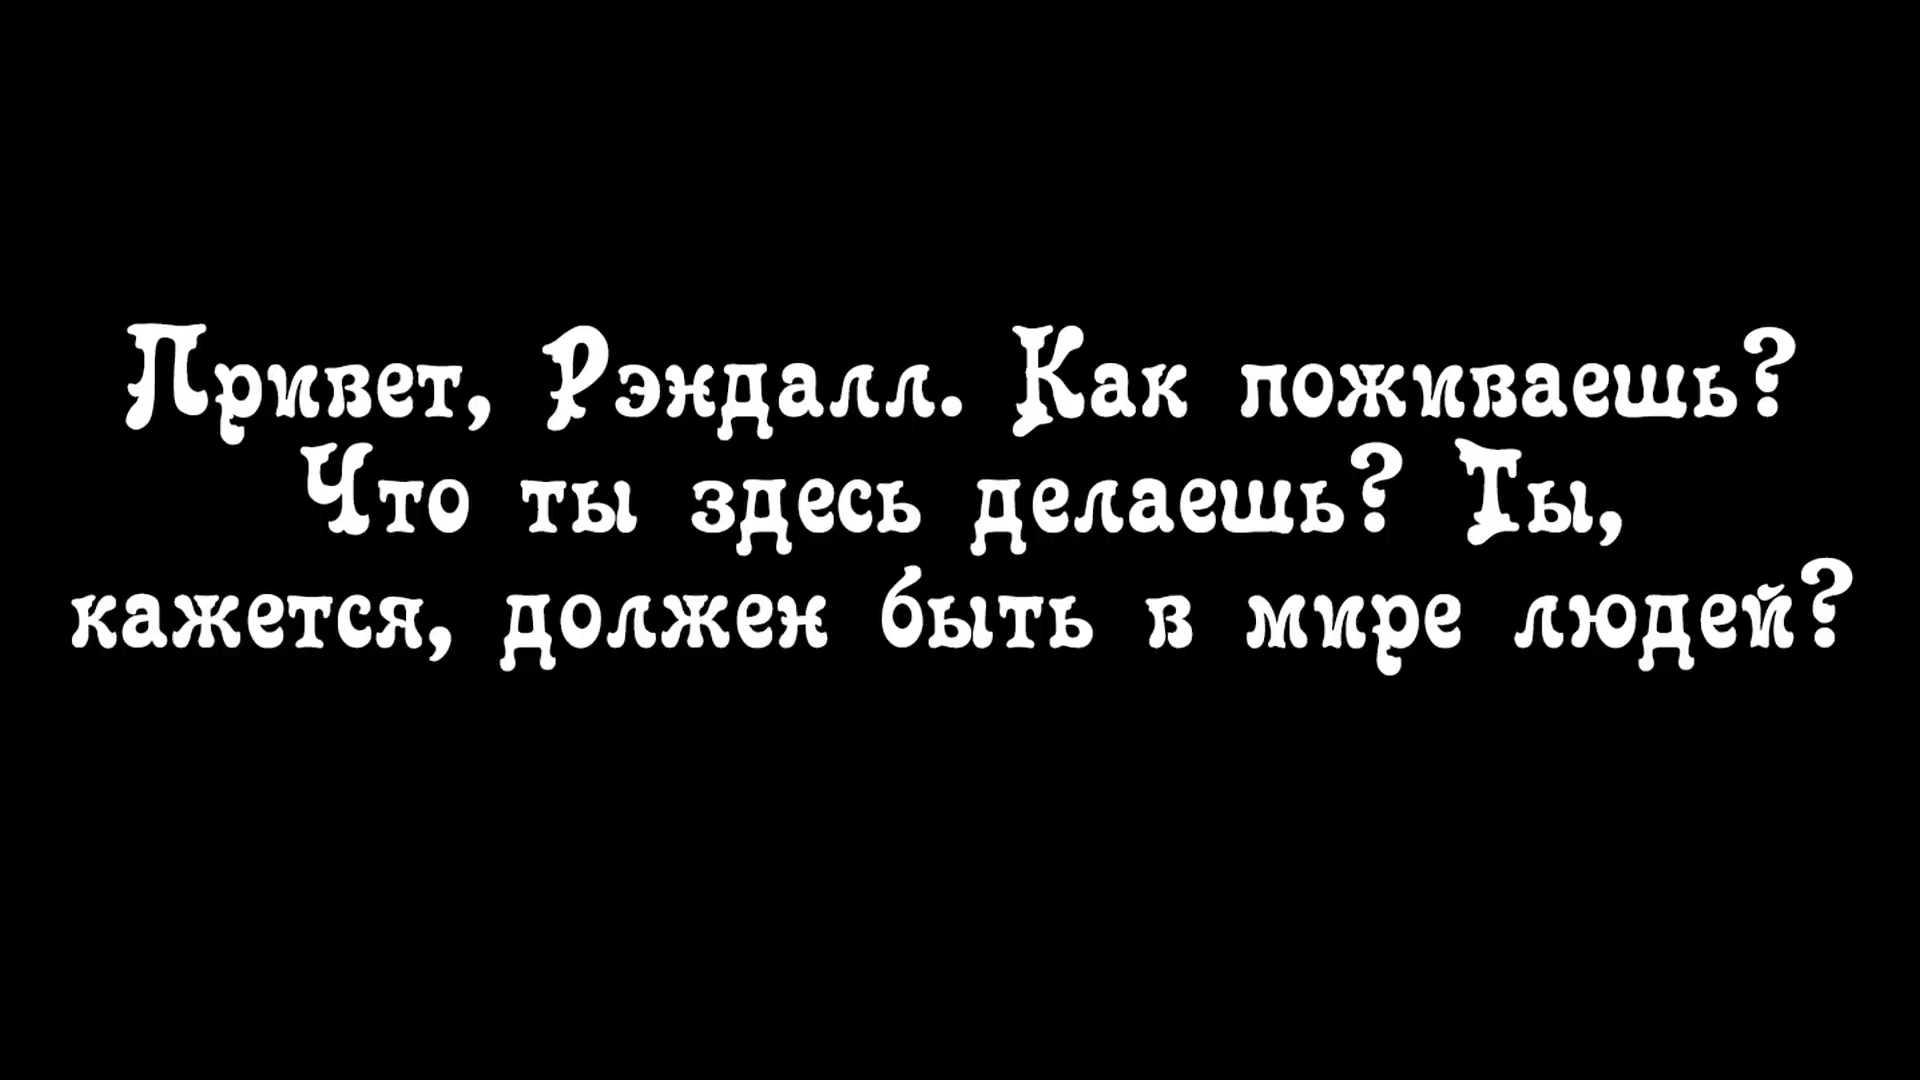 Привет, Рэндалл. Как поживаешь?
Что ты здесь делаешь? Ты,
кажется, должен быть в мире людей?